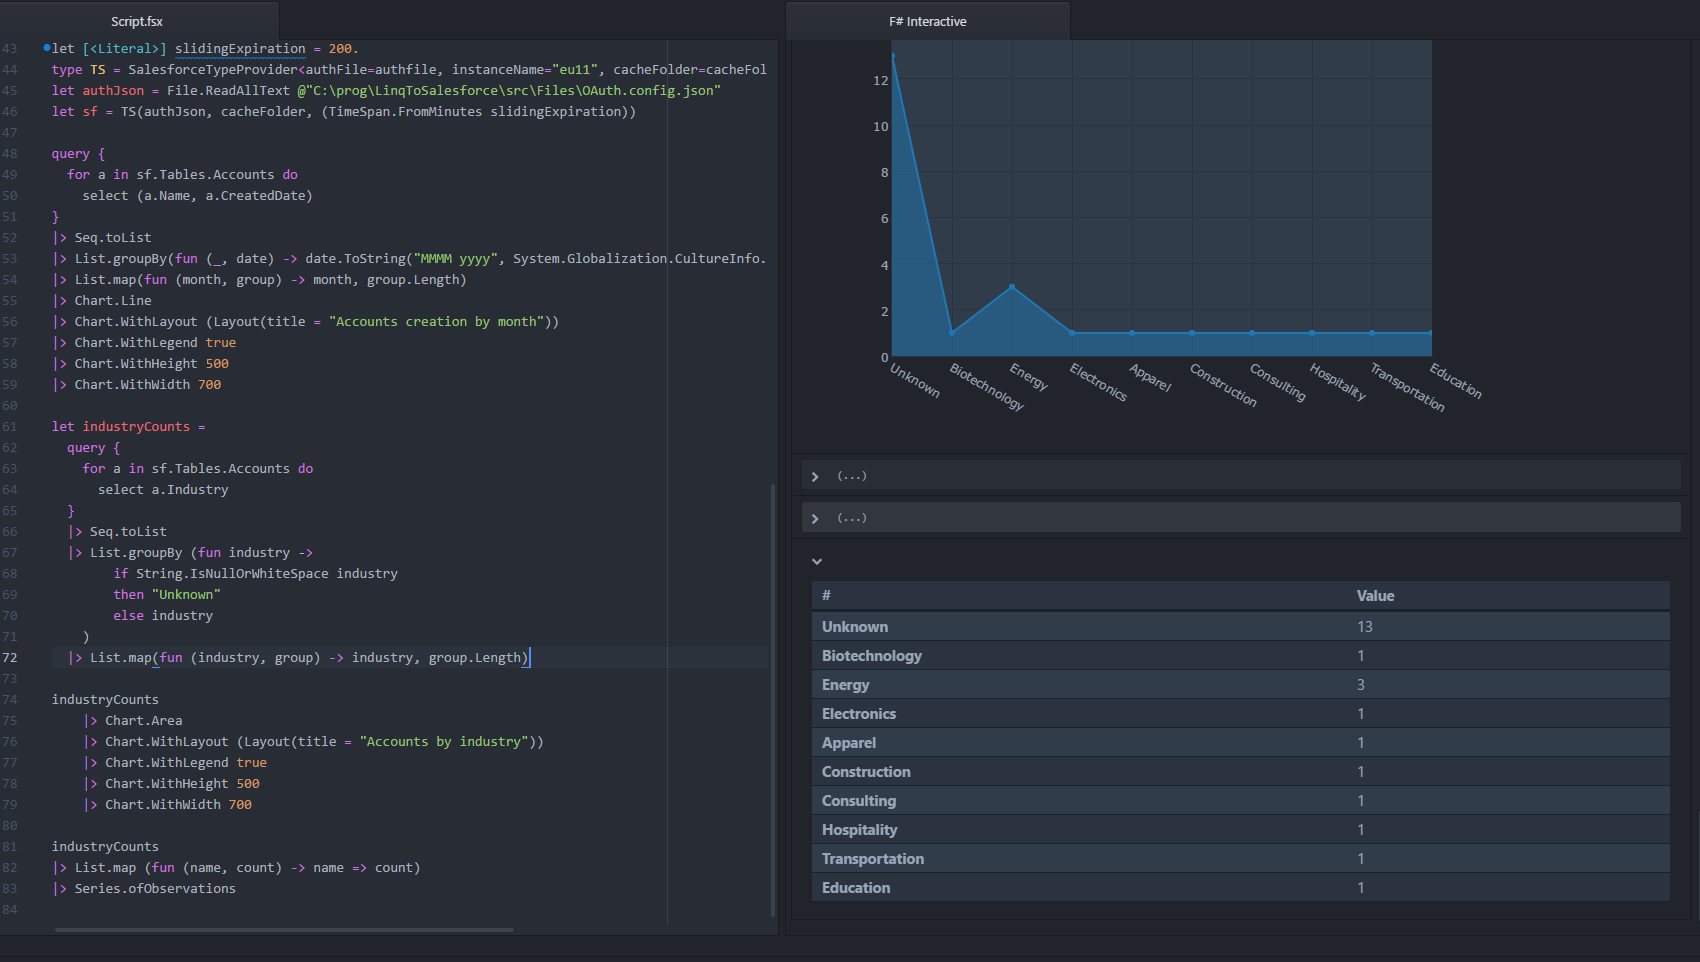 Script.fsx
43 let [<Literal>] slidingExpiration = 200.
44 type TS = SalesforceTypeProvider<authFile=authfile, instanceName="eu11", cacheFolder=cacheFol
45 let authJson = File.ReadAllText @"C:\prog\LinqToSalesforce\src\Files\OAuth.config.json"
46 let sf = TS(authJson, cacheFolder, (TimeSpan.FromMinutes slidingExpiration))
47
48 query {
49 for a in sf.Tables.Accounts do
50 select (a.Name, a.CreatedDate)
51 }
52 |> Seq.toList
53 |> List.groupBy(fun (_, date) -> date.ToString("MMMM yyyy", System.Globalization.CultureInfo.
54 |> List.map(fun (month, group) -> month, group.Length)
55 |> Chart.Line
56 |> Chart.WithLayout (Layout(title = "Accounts creation by month"))
57 |> Chart.WithLegend true
58 |> Chart.WithHeight 500
59 |> Chart.WithWidth 700
60
61 let industryCounts =
62 query {
63 for a in sf.Tables.Accounts do
64 select a.Industry
65 }
66 |> Seq.toList
67 |> List.groupBy (fun industry ->
68 if String.IsNullOrWhiteSpace industry
69 then "Unknown"
70 else industry
71 )
72 |> List.map(fun (industry, group) -> industry, group.Length)
73
74 industryCounts
75 |> Chart.Area
76 |> Chart.WithLayout (Layout(title = "Accounts by industry"))
77 |> Chart.WithLegend true
78 |> Chart.WithHeight 500
79 |> Chart.WithWidth 700
80
81 industryCounts
82 |> List.map (fun (name, count) -> name => count)
83 |> Series.ofObservations
84
F# Interactive
12
10
8
6
4
2
0
Unknown
Biotechnology
Energy
Electronics
Apparel
Construction
Consulting
Hospitality
Transportation
Education
(...)
(...)
# Value
Unknown 13
Biotechnology 1
Energy 3
Electronics 1
Apparel 1
Construction 1
Consulting 1
Hospitality 1
Transportation 1
Education 1